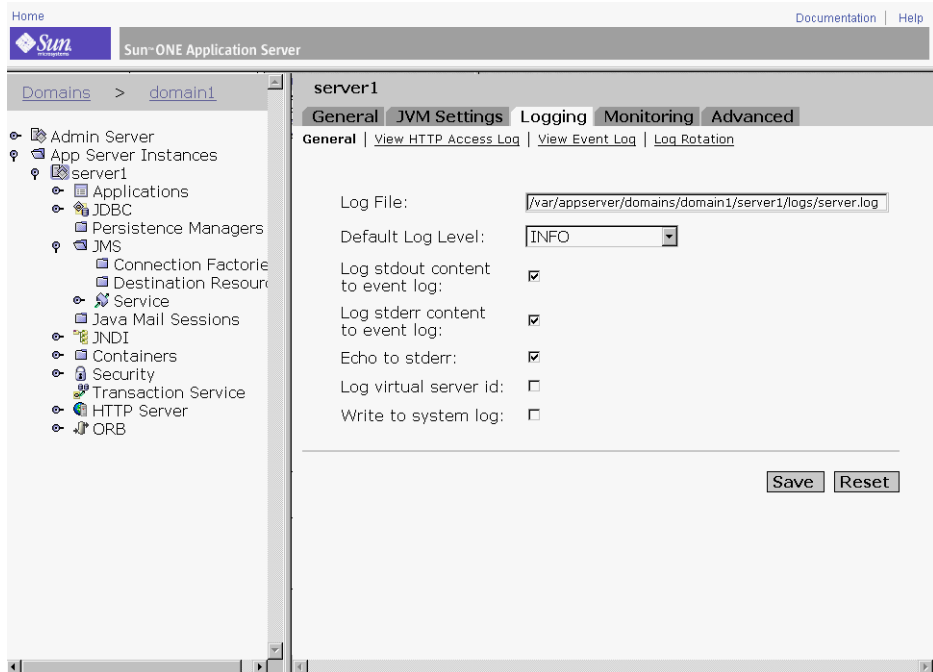 Home
Documentation | Help
Sun microsystems
Sun™ ONE Application Server
Domains > domain1
Admin Server
App Server Instances
server1
Applications
JDBC
Persistence Managers
JMS
Connection Factorie
Destination Resour
Service
Java Mail Sessions
JNDI
Containers
Security
Transaction Service
HTTP Server
ORB
server1
General JVM Settings Logging Monitoring Advanced
General | View HTTP Access Log | View Event Log | Log Rotation
Log File: /var/appserver/domains/domain1/server1/logs/server.log
Default Log Level: INFO
Log stdout content
to event log:
Log stderr content
to event log:
Echo to stderr:
Log virtual server id:
Write to system log:
Save Reset